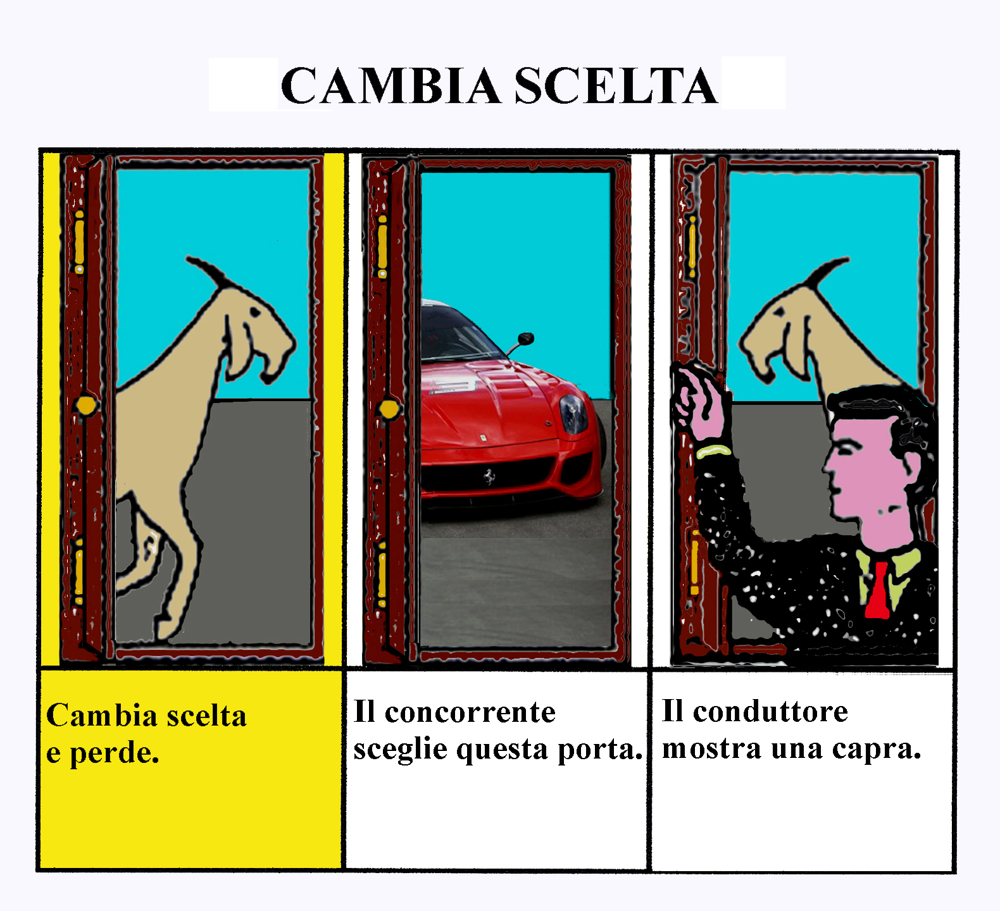 CAMBIA SCELTA
Cambia scelta
e perde.
Il concorrente
sceglie questa porta.
Il conduttore
mostra una capra.